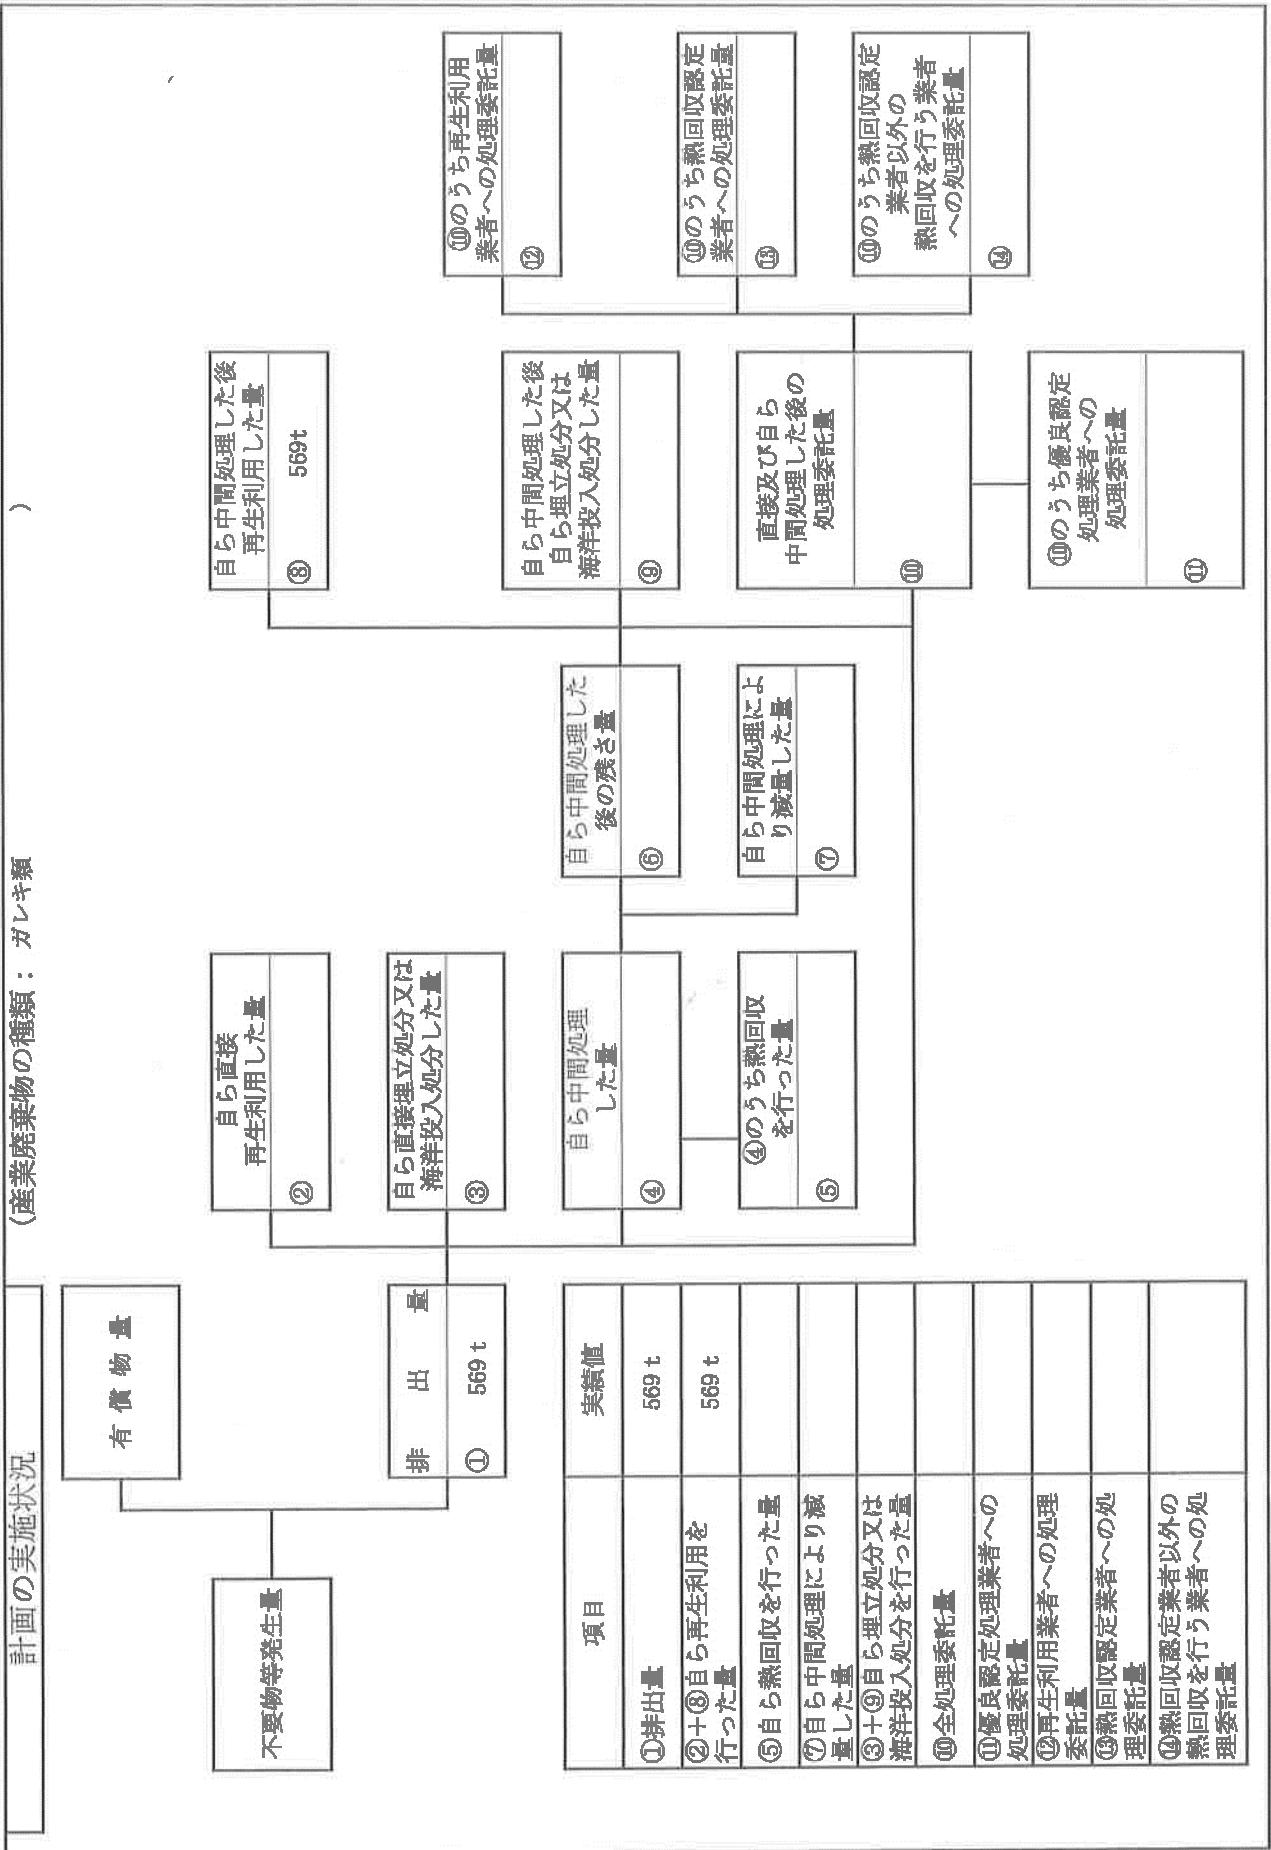 計画の実施状況
(産業廃棄物の種類： ガレキ類 )
不要物等発生量
有 償 物 量
排 出 量
① 569 t
自ら直接
再生利用した量
②
自ら直接埋立処分又は
海洋投入処分した量
③
自ら中間処理
した量
④
④のうち熱回収
を行った量
⑤
自ら中間処理した
後の残さ量
⑥
自ら中間処理によ
り減量した量
⑦
自ら中間処理した後
再生利用した量
⑧ 569t
自ら中間処理した後
自ら埋立処分又は
海洋投入処分した量
⑨
直接及び自ら
中間処理した後の
処理委託量
⑩
⑩のうち優良認定
処理業者への
処理委託量
⑪
⑩のうち再生利用
業者への処理委託量
⑫
⑩のうち熱回収認定
業者への処理委託量
⑬
⑩のうち熱回収認定
業者以外の
熱回収を行う業者
への処理委託量
⑭
項目 実績値
①排出量 569 t
②＋⑧自ら再生利用を
行った量 569 t
⑤自ら熱回収を行った量
⑦自ら中間処理により減
量した量
③＋⑨自ら埋立処分又は
海洋投入処分を行った量
⑩全処理委託量
⑪優良認定処理業者への
処理委託量
⑫再生利用業者への処理
委託量
⑬熱回収認定業者への処
理委託量
⑭熱回収認定業者以外の
熱回収を行う業者への処
理委託量